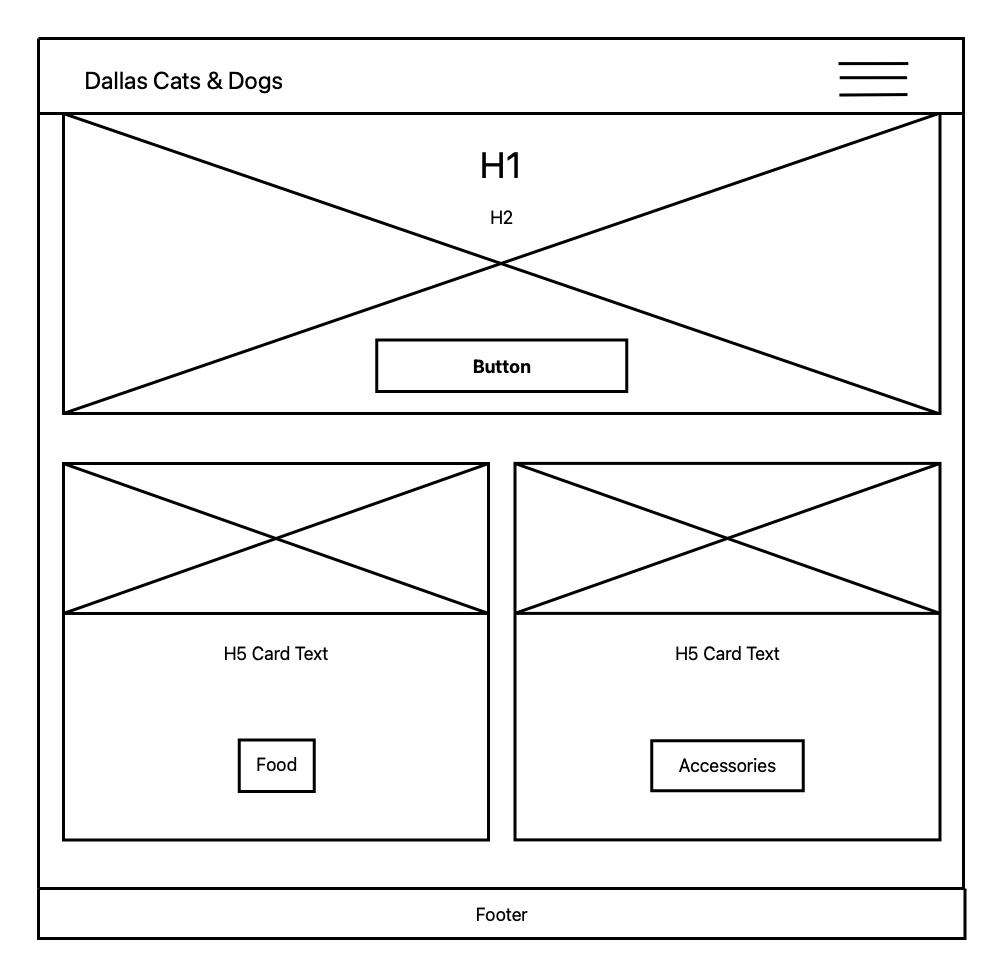 Dallas Cats & Dogs
H1
H2
Button
H5 Card Text
Food
H5 Card Text
Accessories
Footer